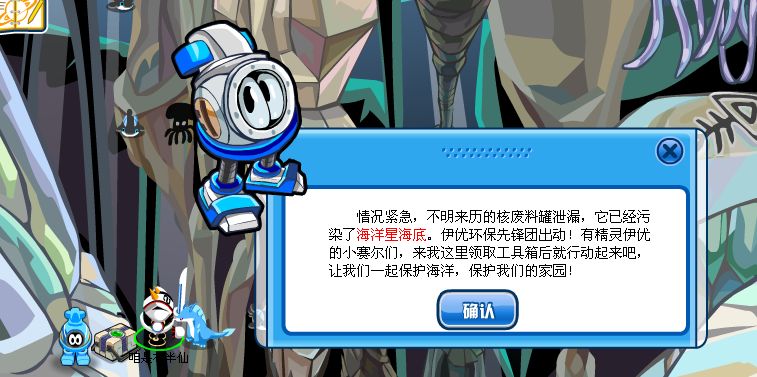 情况紧急，不明来历的核废料罐泄漏，它已经污
染了海洋星海底。伊优环保先锋团出动！有精灵伊优
的小赛尔们，来我这里领取工具箱后就行动起来吧，
让我们一起保护海洋，保护我们的家园！
确认
半仙